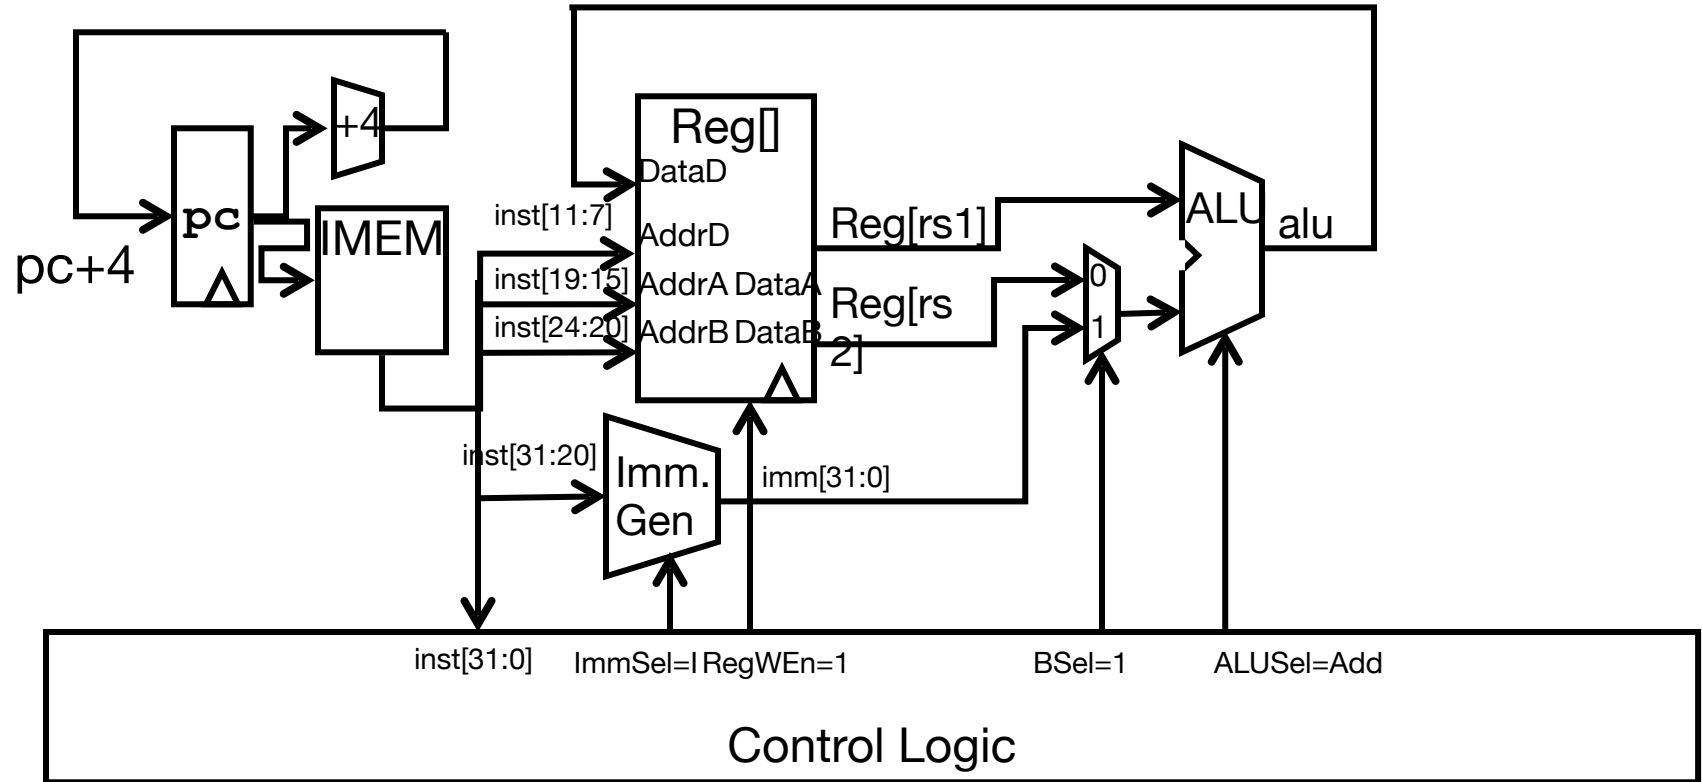 +4
Reg[]
DataD
pc
inst[11:7]
IMEM
ALU
Reg[rs1]
alu
AddrD
pc+4
inst[19:15]
AddrA DataA
0
Reg[rs
2]
inst[24:20]
AddrB DataB
1
inst[31:20]
Imm.
Gen
imm[31:0]
inst[31:0]
ImmSel=I
RegWEn=1
BSel=1
ALUSel=Add
Control Logic